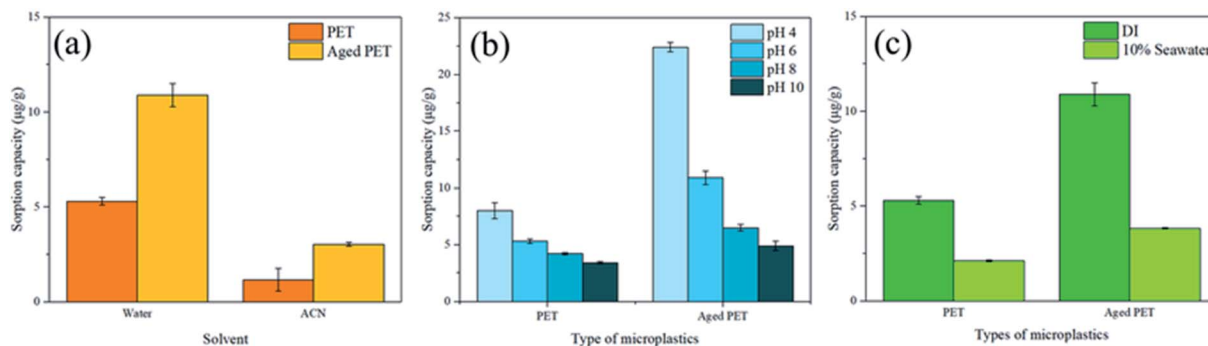 (a)
PET
Aged PET
15
10
5
0
Sorption capacity (μg/g)
Water
ACN
Solvent
(b)
pH 4
pH 6
pH 8
pH 10
25
20
15
10
5
0
Sorption capacity (μg/g)
PET
Aged PET
Type of microplastics
(c)
DI
10% Seawater
15
10
5
0
Sorption capacity (μg/g)
PET
Aged PET
Types of microplastics